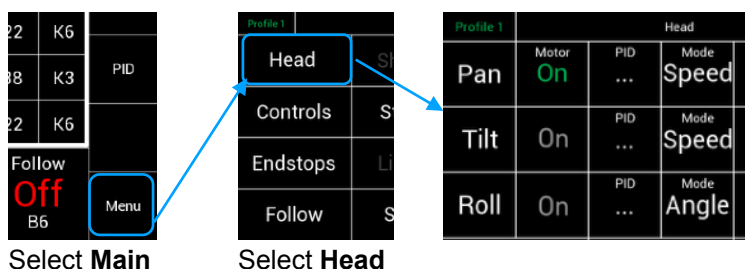 22 K6
38 K3 PID
22 K6
Follow
Off
B6
Menu
Select Main
Profile 1
Head
Controls
Endstops
Follow
Select Head
Profile 1 Head
Pan Motor On PID ... Mode Speed
Tilt On PID ... Mode Speed
Roll On PID ... Mode Angle